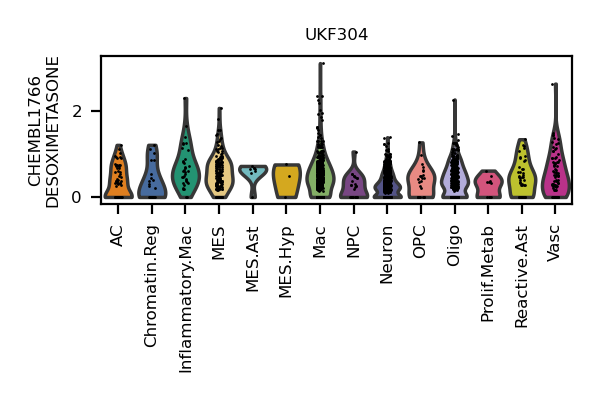 UKF304
CHEMBL1766
DESOXIMETASONE
2
0
AC
Chromatin.Reg
Inflammatory.Mac
MES
MES.Ast
MES.Hyp
Mac
NPC
Neuron
OPC
Oligo
Prolif.Metab
Reactive.Ast
Vasc